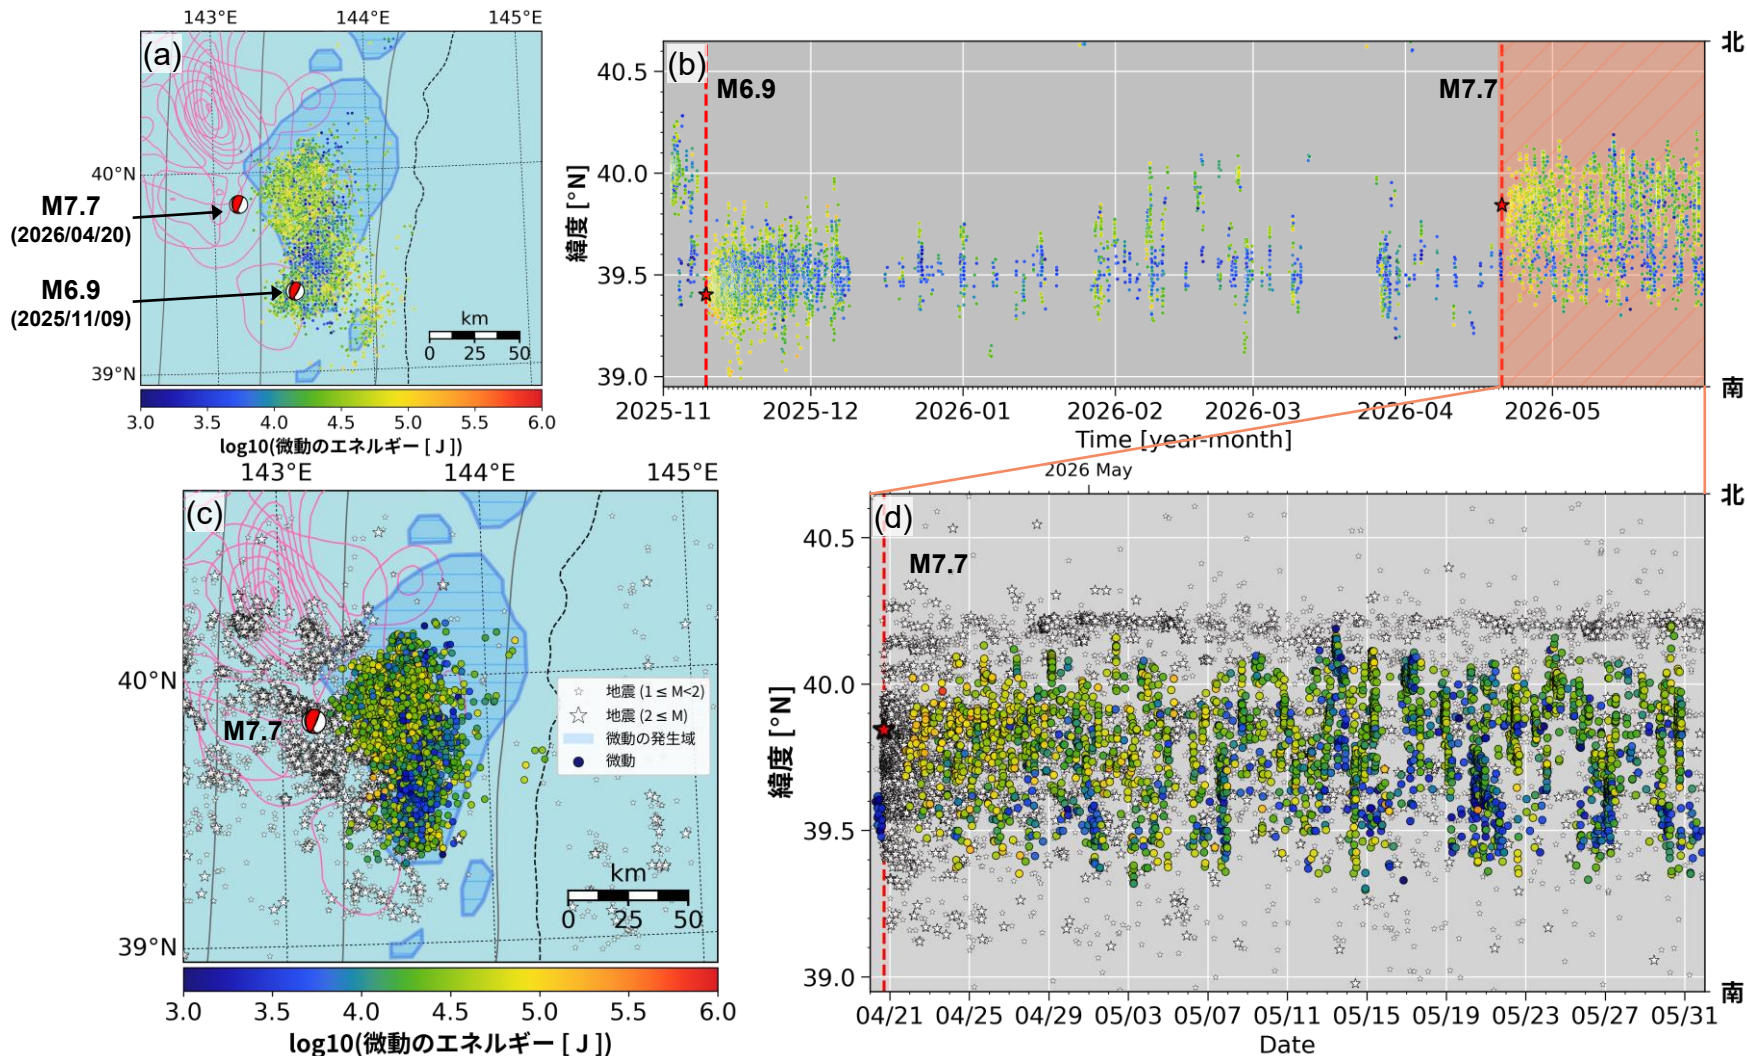 143°E 144°E 145°E
(a)
40°N
39°N
M7.7
(2026/04/20)
M6.9
(2025/11/09)
km
0 25 50
3.0 3.5 4.0 4.5 5.0 5.5 6.0
log10(微動のエネルギー [ J ])
(b)
M6.9
M7.7
北
南
緯度 [°N]
40.5
40.0
39.5
39.0
2025-11 2025-12 2026-01 2026-02 2026-03 2026-04 2026-05
Time [year-month]
143°E 144°E 145°E
(c)
40°N
39°N
M7.7
地震 (1 ≤ M<2)
地震 (2 ≤ M)
微動の発生域
微動
km
0 25 50
3.0 3.5 4.0 4.5 5.0 5.5 6.0
log10(微動のエネルギー [ J ])
2026 May
(d)
M7.7
北
南
緯度 [°N]
40.5
40.0
39.5
39.0
04/21 04/25 04/29 05/03 05/07 05/11 05/15 05/19 05/23 05/27 05/31
Date